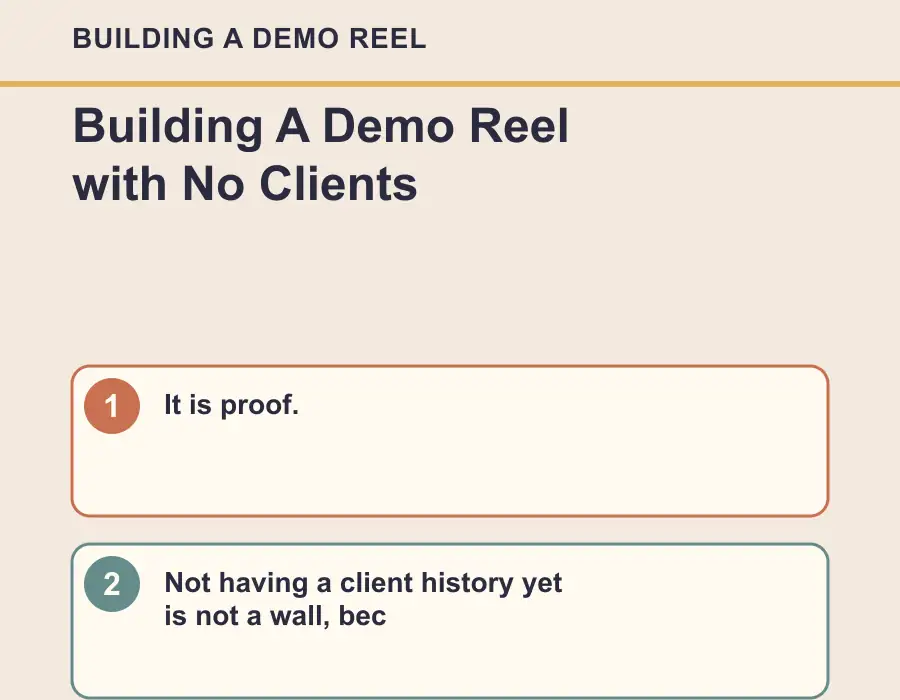 BUILDING A DEMO REEL
Building A Demo Reel
with No Clients
1
It is proof.
2
Not having a client history yet
is not a wall, bec